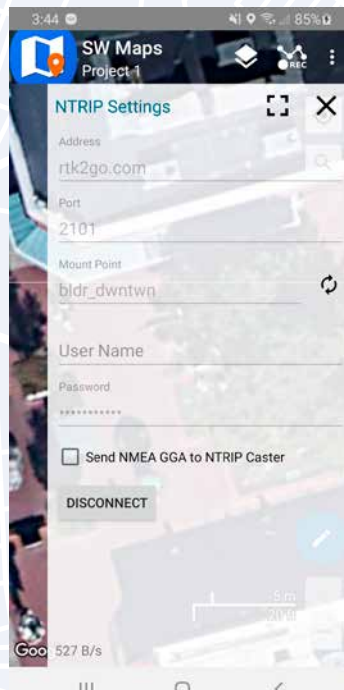 3:44 85%
SW Maps
Project 1
REC
NTRIP Settings
Address
rtk2go.com
Port
2101
Mount Point
bldr_dwntwn
User Name
Password
***********
Send NMEA GGA to NTRIP Caster
DISCONNECT
5 m
20 ft
Goo 527 B/s